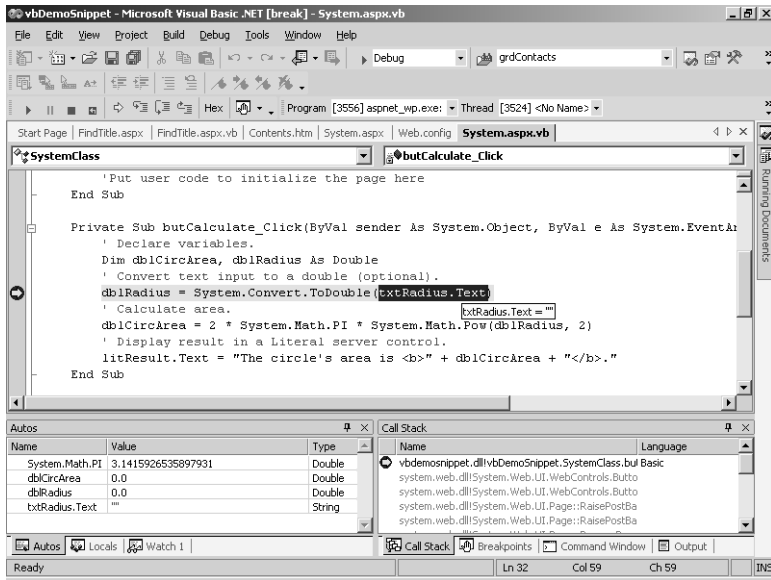 vbDemoSnippet - Microsoft Visual Basic .NET [break] - System.aspx.vb
File Edit View Project Build Debug Tools Window Help
Debug grdContacts
Hex Program [3556] aspnet_wp.exe: Thread [3524] <No Name>
Start Page FindTitle.aspx FindTitle.aspx.vb Contents.htm System.aspx Web.config System.aspx.vb
SystemClass butCalculate_Click
Running Documents
'Put user code to initialize the page here
End Sub
Private Sub butCalculate_Click(ByVal sender As System.Object, ByVal e As System.EventAr
' Declare variables.
Dim dblCircArea, dblRadius As Double
' Convert text input to a double (optional).
dblRadius = System.Convert.ToDouble(txtRadius.Text)
' Calculate area.
txtRadius.Text = ""
dblCircArea = 2 * System.Math.PI * System.Math.Pow(dblRadius, 2)
' Display result in a Literal server control.
litResult.Text = "The circle's area is <b>" + dblCircArea + "</b>."
End Sub
Autos
Name Value Type
System.Math.PI 3.1415926535897931 Double
dblCircArea 0.0 Double
dblRadius 0.0 Double
txtRadius.Text "" String
Autos Locals Watch 1
Call Stack
Name Language
vbdemosnippet.dll!vbDemoSnippet.SystemClass.bul Basic
system.web.dll!System.Web.UI.WebControls.Butto
system.web.dll!System.Web.UI.WebControls.Butto
system.web.dll!System.Web.UI.Page::RaisePostBa
system.web.dll!System.Web.UI.Page::RaisePostBa
Call Stack Breakpoints Command Window Output
Ready Ln 32 Col 59 Ch 59 INS